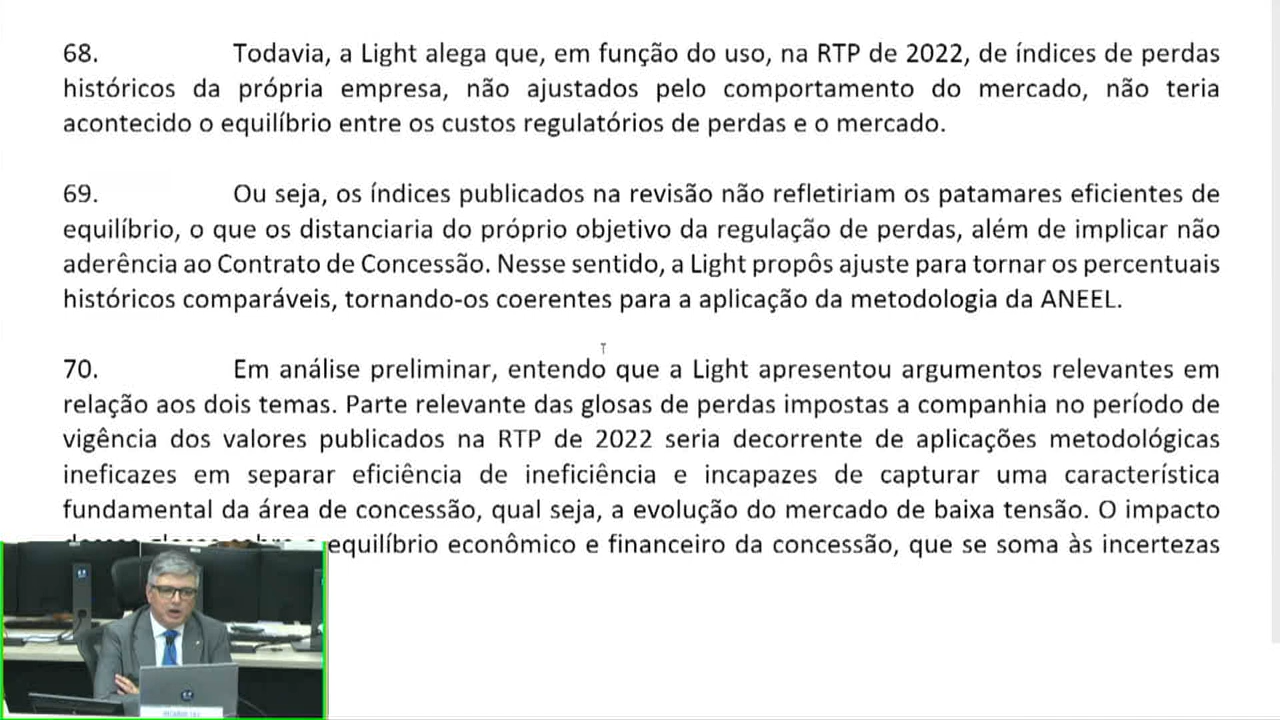 68. Todavia, a Light alega que, em função do uso, na RTP de 2022, de índices de perdas
históricos da própria empresa, não ajustados pelo comportamento do mercado, não teria
acontecido o equilíbrio entre os custos regulatórios de perdas e o mercado.
69. Ou seja, os índices publicados na revisão não refletiriam os patamares eficientes de
equilíbrio, o que os distanciaria do próprio objetivo da regulação de perdas, além de implicar não
aderência ao Contrato de Concessão. Nesse sentido, a Light propôs ajuste para tornar os percentuais
históricos comparáveis, tornando-os coerentes para a aplicação da metodologia da ANEEL.
70. Em análise preliminar, entendo que a Light apresentou argumentos relevantes em
relação aos dois temas. Parte relevante das glosas de perdas impostas a companhia no período de
vigência dos valores publicados na RTP de 2022 seria decorrente de aplicações metodológicas
ineficazes em separar eficiência de ineficiência e incapazes de capturar uma característica
fundamental da área de concessão, qual seja, a evolução do mercado de baixa tensão. O impacto
equilíbrio econômico e financeiro da concessão, que se soma às incertezas